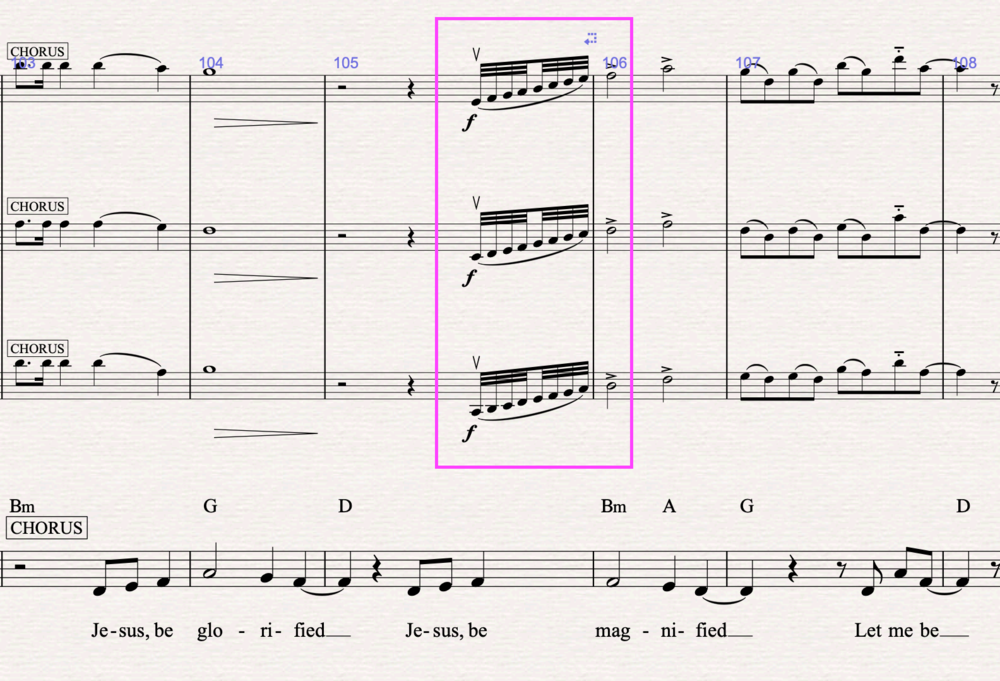 CHORUS
103 104 105 106 107 108
f
CHORUS
f
CHORUS
f
Bm G D Bm A G D
CHORUS
Je-sus, be glo - ri- fied Je-sus, be mag - ni- fied Let me be